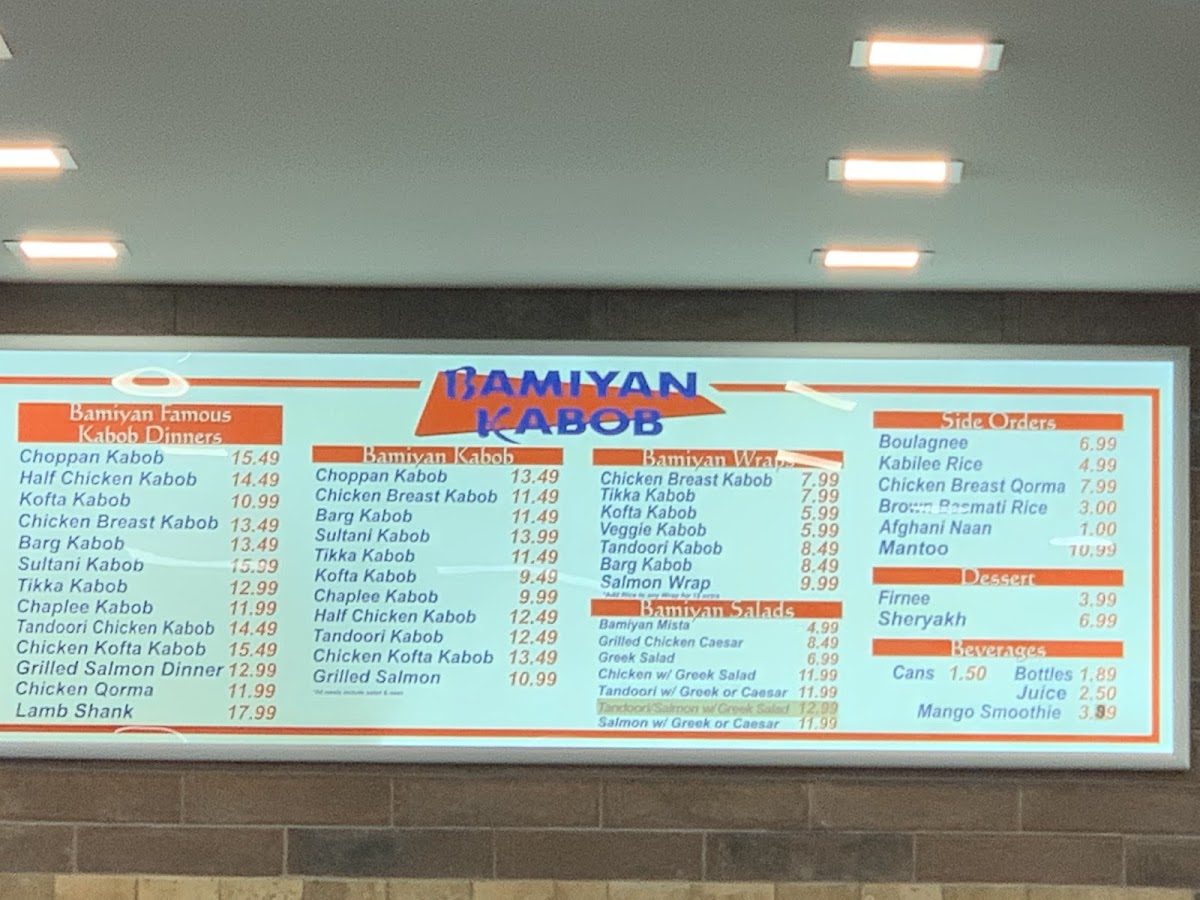 BAMIYAN
KABOB
Bamiyan Famous
Kabob Dinners
Choppan Kabob 15.49
Half Chicken Kabob 14.49
Kofta Kabob 10.99
Chicken Breast Kabob 13.49
Barg Kabob 13.49
Sultani Kabob 15.99
Tikka Kabob 12.99
Chaplee Kabob 11.99
Tandoori Chicken Kabob 14.49
Chicken Kofta Kabob 15.49
Grilled Salmon Dinner 12.99
Chicken Qorma 11.99
Lamb Shank 17.99
Bamiyan Kabob
Choppan Kabob 13.49
Chicken Breast Kabob 11.49
Barg Kabob 11.49
Sultani Kabob 13.99
Tikka Kabob 11.49
Kofta Kabob 9.49
Chaplee Kabob 9.99
Half Chicken Kabob 12.49
Tandoori Kabob 12.49
Chicken Kofta Kabob 13.49
Grilled Salmon 10.99
Bamiyan Wraps
Chicken Breast Kabob 7.99
Tikka Kabob 7.99
Kofta Kabob 5.99
Veggie Kabob 5.99
Tandoori Kabob 8.49
Barg Kabob 8.49
Salmon Wrap 9.99
*Add Rice to any Wrap for
Bamiyan Salads
Bamiyan Mista 4.99
Grilled Chicken Caesar 8.49
Greek Salad 6.99
Chicken w/ Greek Salad 11.99
Tandoori w/ Greek or Caesar 11.99
Tandoori/Salmon w/ Greek Salad 12.99
Salmon w/ Greek or Caesar 11.99
Side Orders
Boulagnee 6.99
Kabilee Rice 4.99
Chicken Breast Qorma 7.99
Brown Basmati Rice 3.00
Afghani Naan 1.00
Mantoo 10.99
Dessert
Firnee 3.99
Sheryakh 6.99
Beverages
Cans 1.50 Bottles 1.89
Juice 2.50
Mango Smoothie 3.99